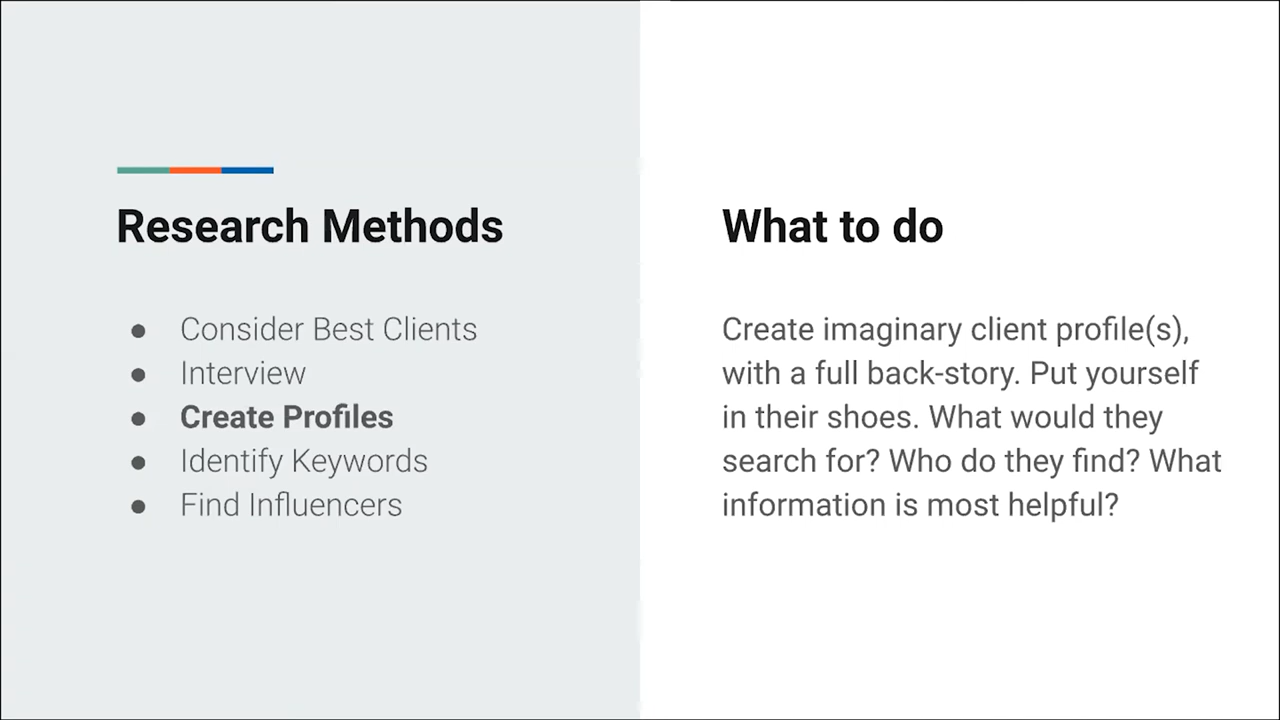 Research Methods
● Consider Best Clients
● Interview
● Create Profiles
● Identify Keywords
● Find Influencers
What to do
Create imaginary client profile(s),
with a full back-story. Put yourself
in their shoes. What would they
search for? Who do they find? What
information is most helpful?